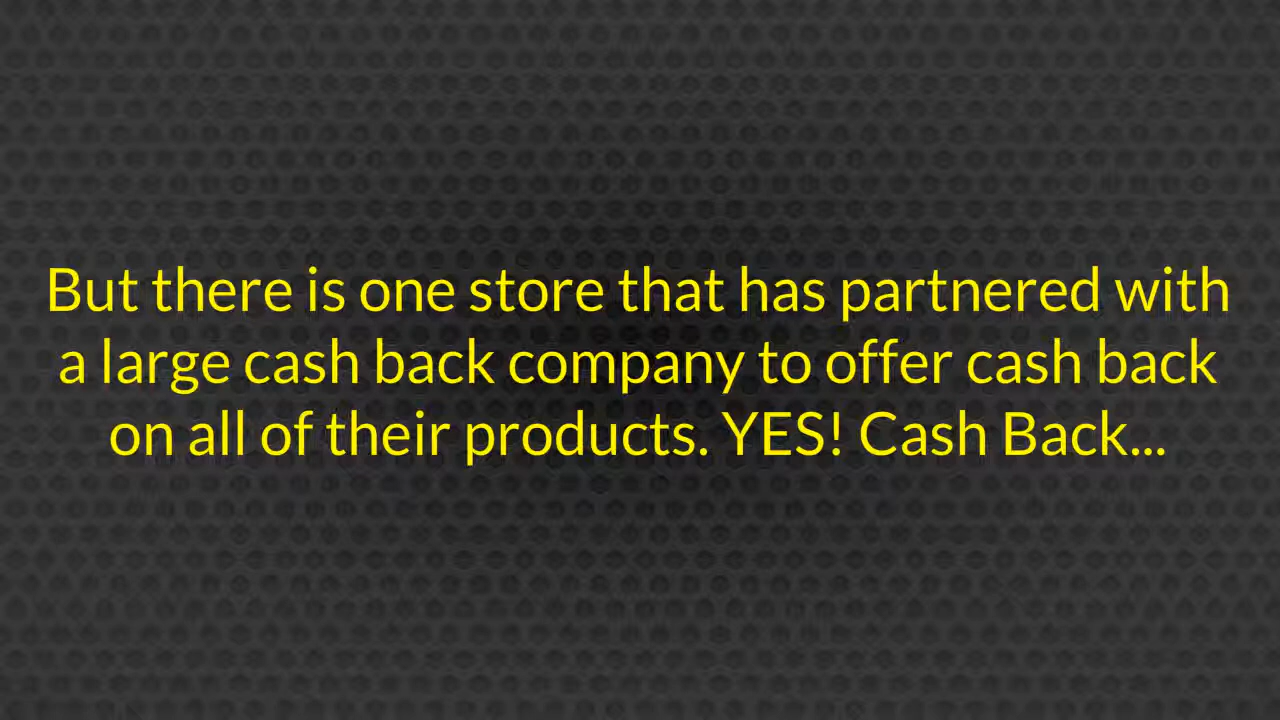 But there is one store that has partnered with
a large cash back company to offer cash back
on all of their products. YES! Cash Back...